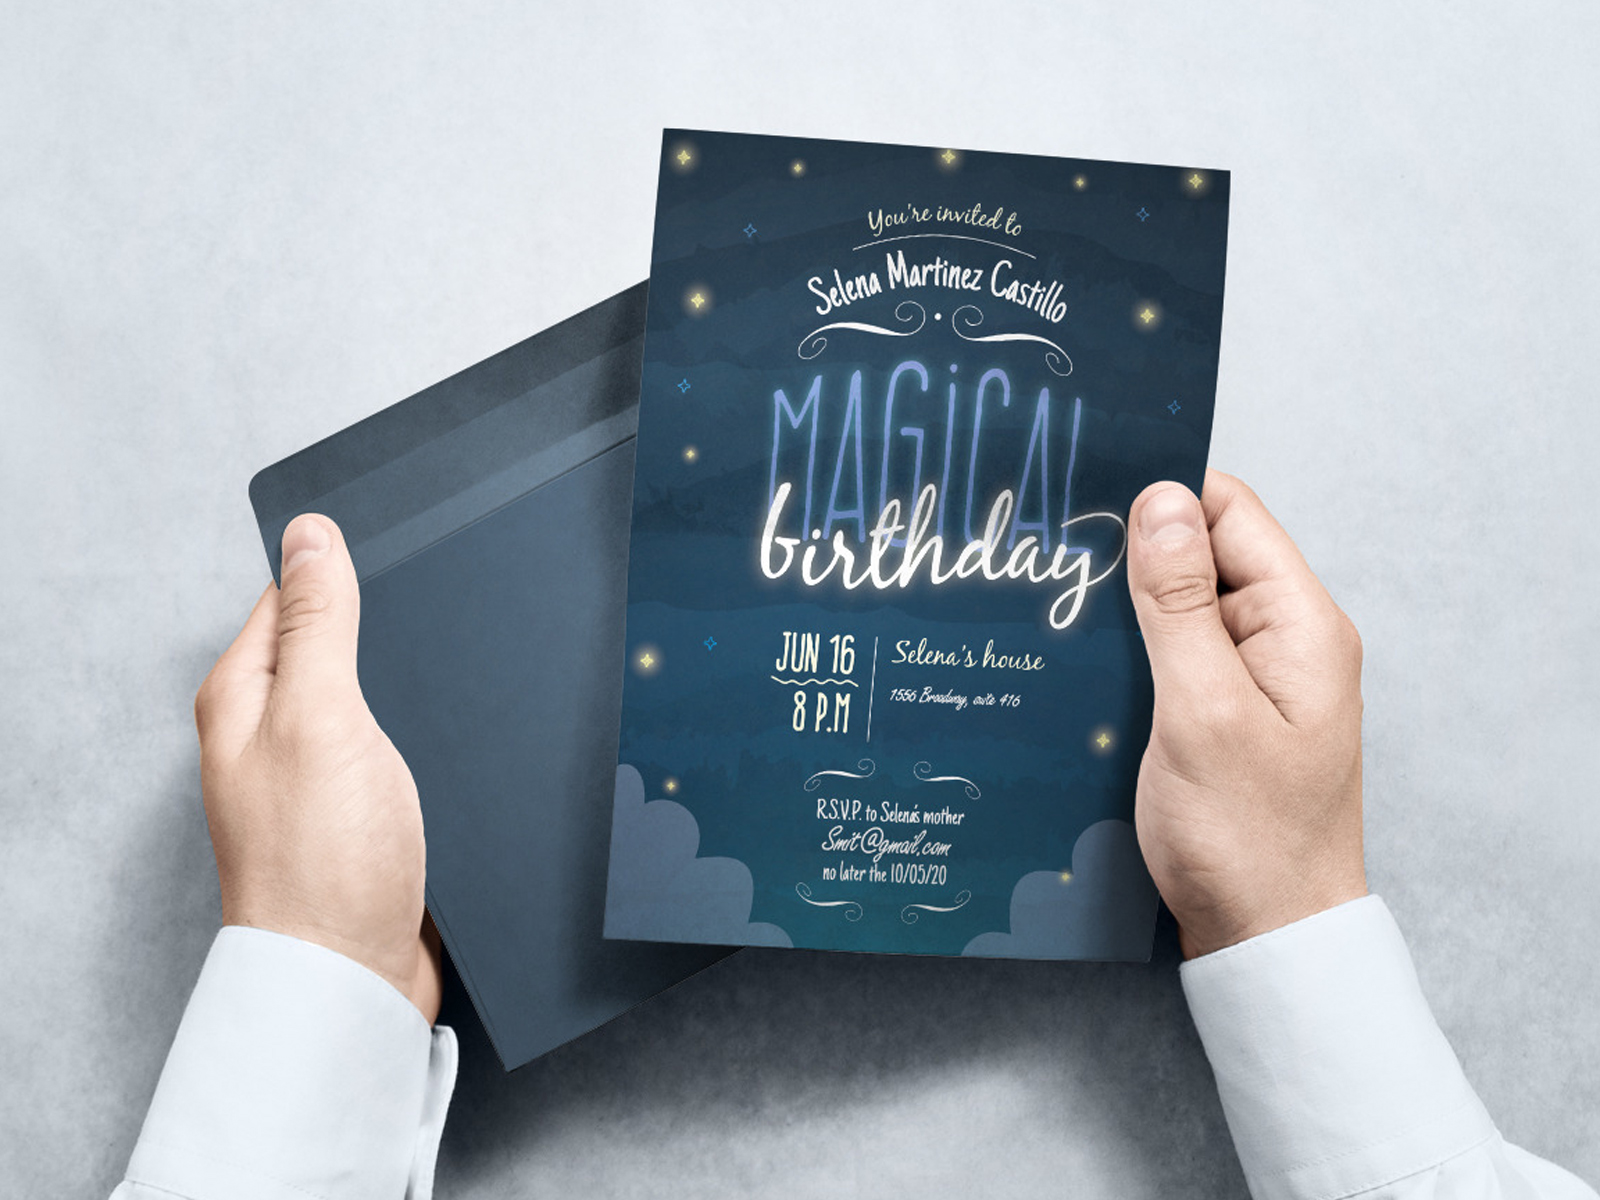 You're invited to
Selena Martinez Castillo
MAGiCAL
birthday
JUN 16
8 P.M
Selena's house
1556 Broadway, suite 416
R.S.V.P. to Selena's mother
Smit@gmail.com
no later the 10/05/20